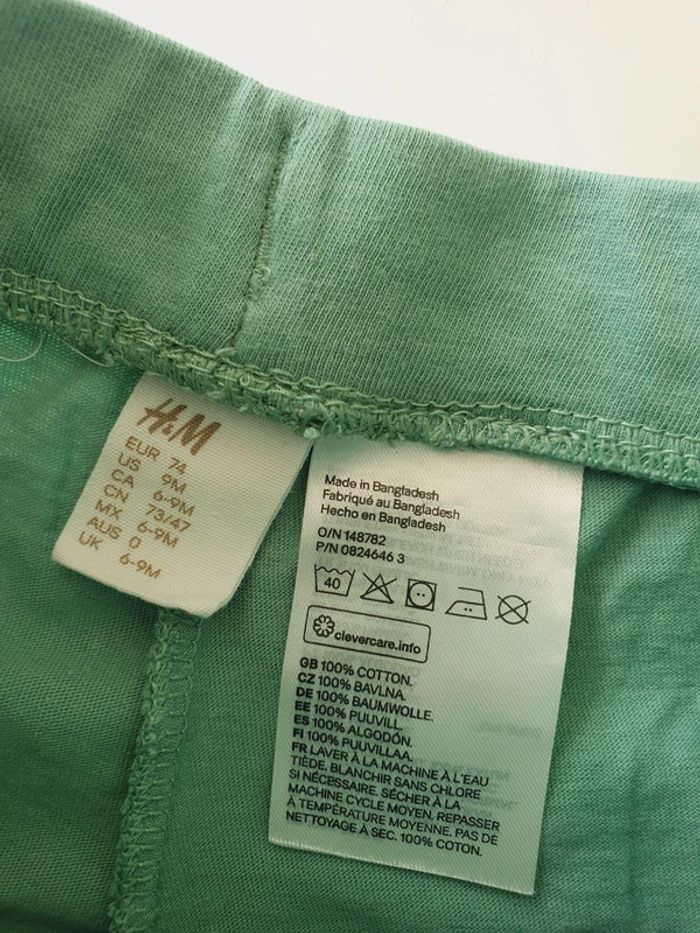 H&M
EUR 74
US 9M
CA 6-9M
CN 73/47
MX 6-9M
AUS 0
UK 6-9M
Made in Bangladesh
Fabriqué au Bangladesh
Hecho en Bangladesh
O/N 148782
P/N 0824646 3
40
clevercare.info
GB 100% COTTON.
CZ 100% BAVLNA.
DE 100% BAUMWOLLE.
EE 100% PUUVILL.
ES 100% ALGODÓN.
FI 100% PUUVILLAA.
FR LAVER À LA MACHINE À L'EAU
TIÈDE. BLANCHIR SANS CHLORE
SI NÉCESSAIRE. SÉCHER À LA
MACHINE CYCLE MOYEN. REPASSER
À TEMPÉRATURE MOYENNE. PAS DE
NETTOYAGE À SEC. 100% COTON.